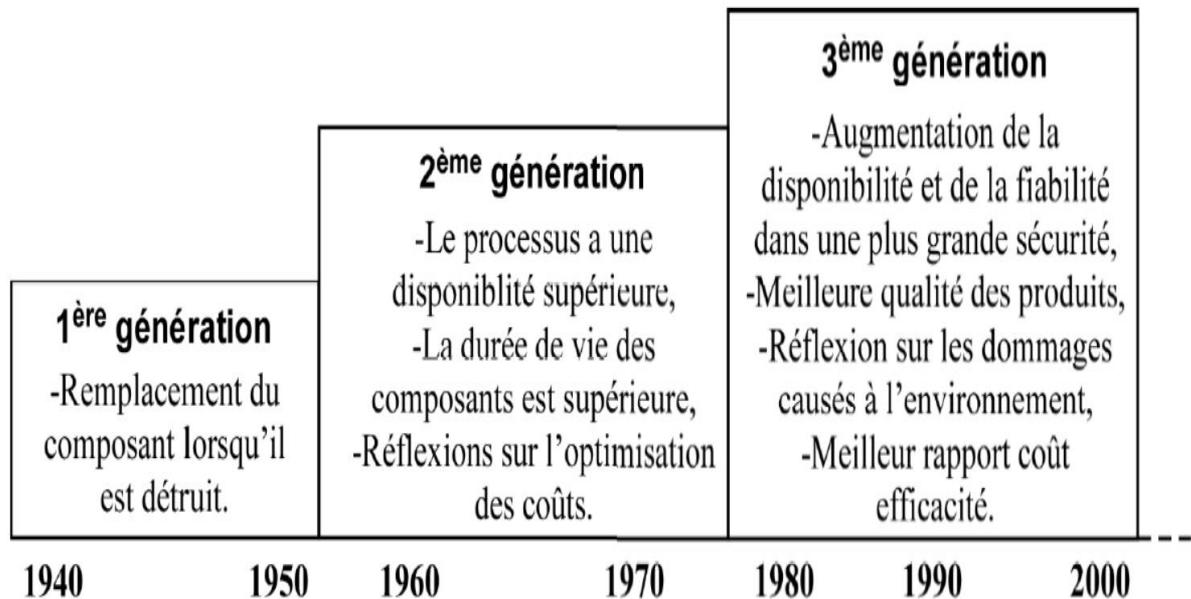 1ère génération
-Remplacement du
composant lorsqu'il
est détruit.
2ème génération
-Le processus a une
disponiblité supérieure,
-La durée de vie des
composants est supérieure,
-Réflexions sur l'optimisation
des coûts.
3ème génération
-Augmentation de la
disponibilité et de la fiabilité
dans une plus grande sécurité,
-Meilleure qualité des produits,
-Réflexion sur les dommages
causés à l'environnement,
-Meilleur rapport coût
efficacité.
1940 1950 1960 1970 1980 1990 2000